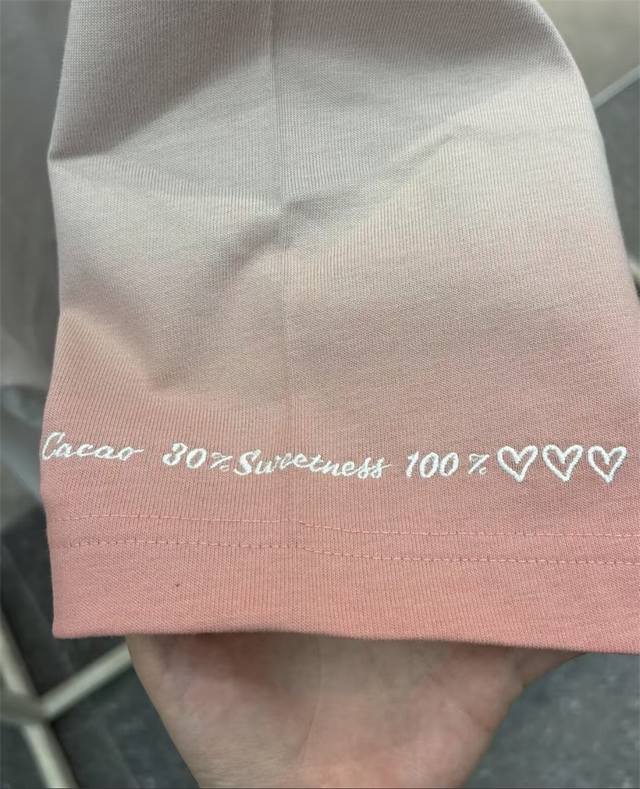 Cacao 30% Sweetness 100% ♡♡♡